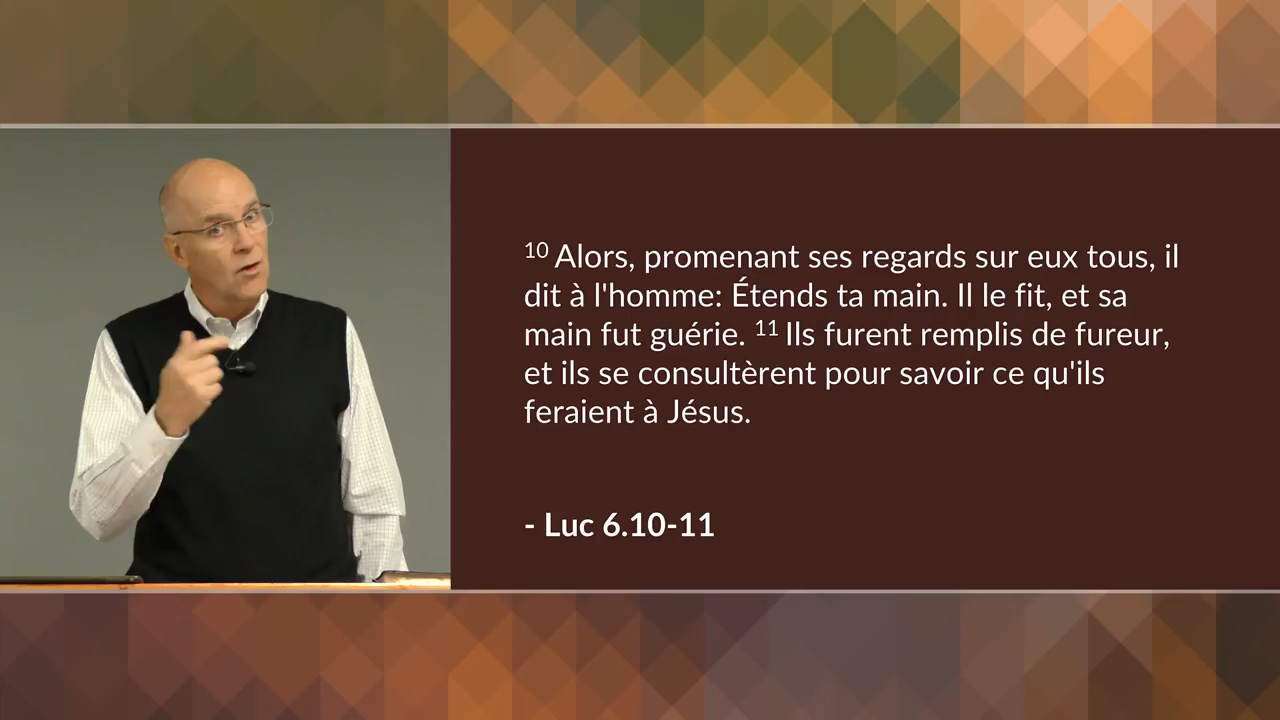 10 Alors, promenant ses regards sur eux tous, il
dit à l'homme: Étends ta main. Il le fit, et sa
main fut guérie. 11 Ils furent remplis de fureur,
et ils se consultèrent pour savoir ce qu'ils
feraient à Jésus.
- Luc 6.10-11